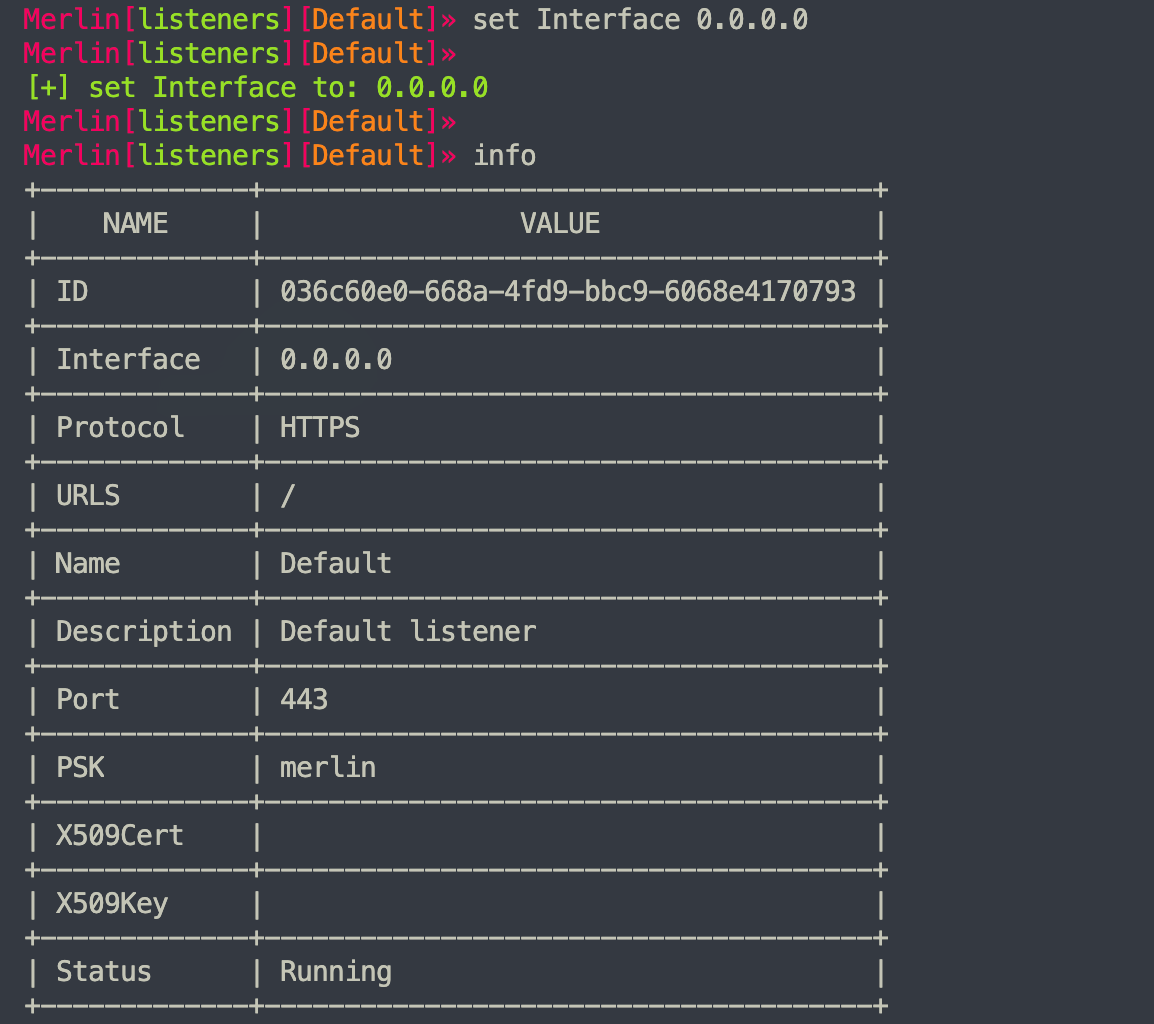 Merlin[listeners][Default]» set Interface 0.0.0.0
Merlin[listeners][Default]»
[+] set Interface to: 0.0.0.0
Merlin[listeners][Default]»
Merlin[listeners][Default]» info
+-------------+--------------------------------------+
| NAME | VALUE |
+-------------+--------------------------------------+
| ID | 036c60e0-668a-4fd9-bbc9-6068e4170793 |
+-------------+--------------------------------------+
| Interface | 0.0.0.0 |
+-------------+--------------------------------------+
| Protocol | HTTPS |
+-------------+--------------------------------------+
| URLS | / |
+-------------+--------------------------------------+
| Name | Default |
+-------------+--------------------------------------+
| Description | Default listener |
+-------------+--------------------------------------+
| Port | 443 |
+-------------+--------------------------------------+
| PSK | merlin |
+-------------+--------------------------------------+
| X509Cert | |
+-------------+--------------------------------------+
| X509Key | |
+-------------+--------------------------------------+
| Status | Running |
+-------------+--------------------------------------+